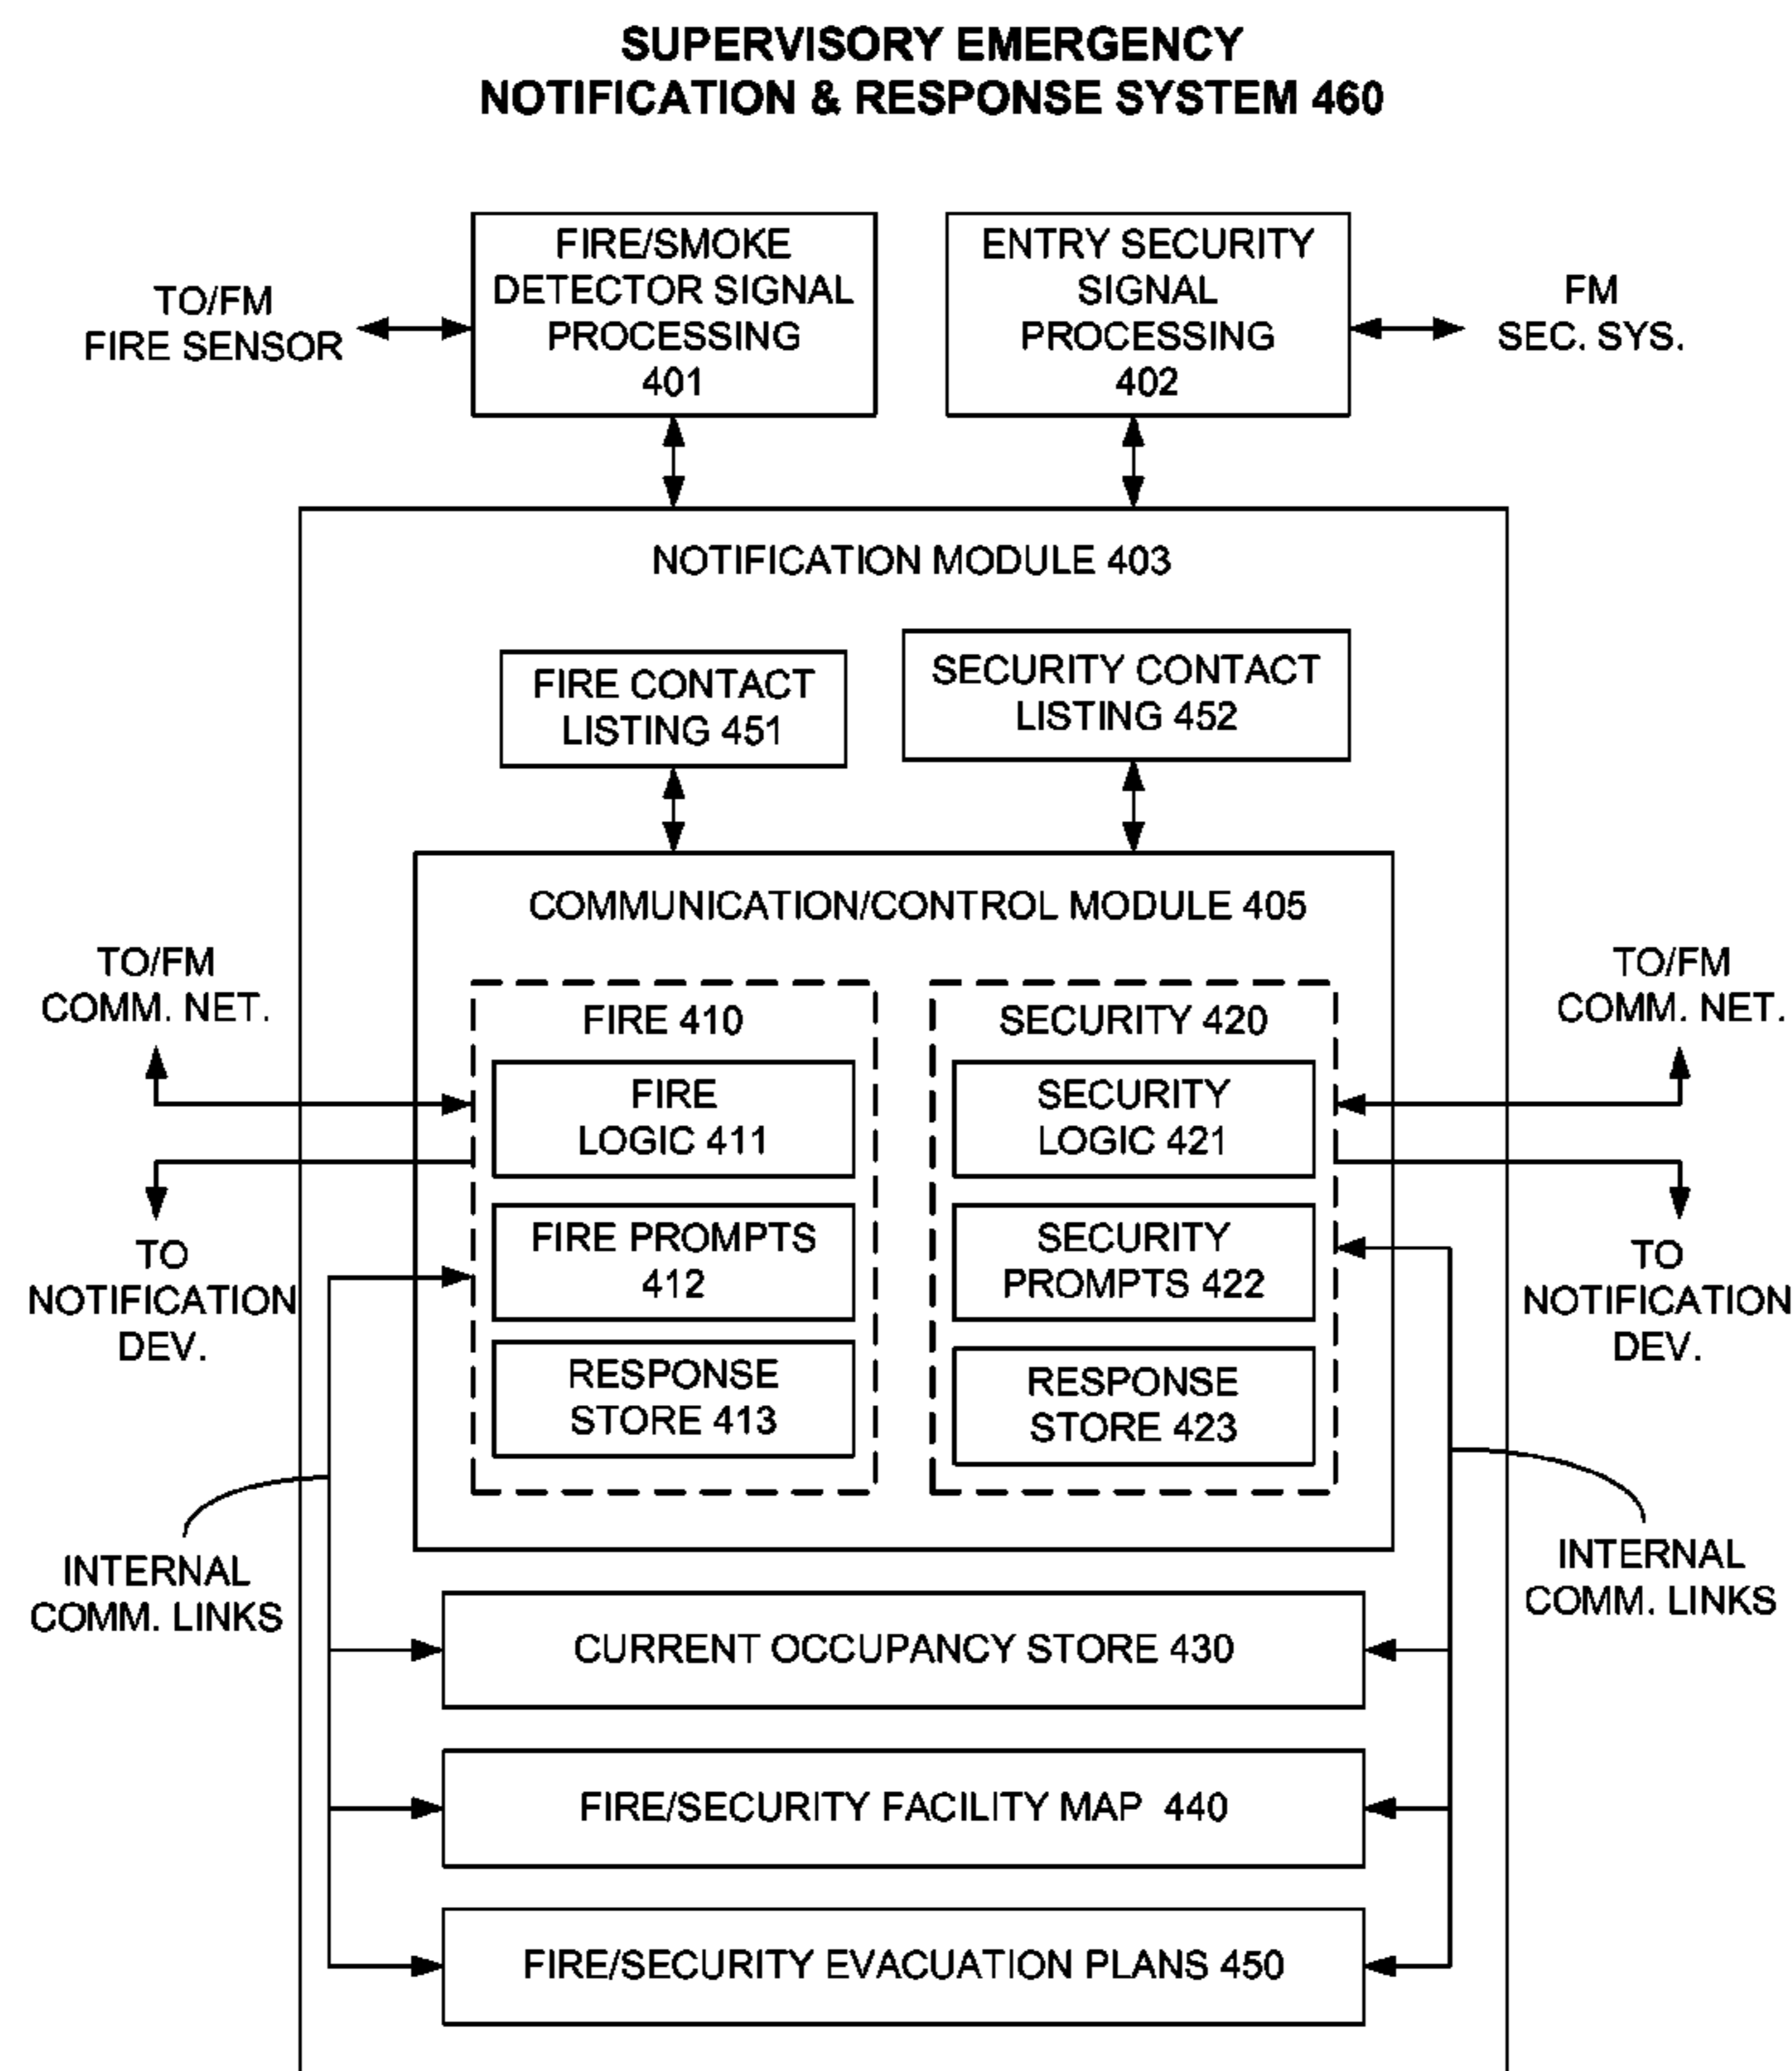 SUPERVISORY EMERGENCY
NOTIFICATION & RESPONSE SYSTEM 460
FIRE/SMOKE
DETECTOR SIGNAL
PROCESSING
401
ENTRY SECURITY
SIGNAL
PROCESSING
402
TO/FM
FIRE SENSOR
FM
SEC. SYS.
NOTIFICATION MODULE 403
FIRE CONTACT
LISTING 451
SECURITY CONTACT
LISTING 452
COMMUNICATION/CONTROL MODULE 405
TO/FM
COMM. NET.
TO/FM
COMM. NET.
FIRE 410
FIRE
LOGIC 411
FIRE PROMPTS
412
RESPONSE
STORE 413
SECURITY 420
SECURITY
LOGIC 421
SECURITY
PROMPTS 422
RESPONSE
STORE 423
TO
NOTIFICATION
DEV.
TO
NOTIFICATION
DEV.
INTERNAL
COMM. LINKS
INTERNAL
COMM. LINKS
CURRENT OCCUPANCY STORE 430
FIRE/SECURITY FACILITY MAP 440
FIRE/SECURITY EVACUATION PLANS 450